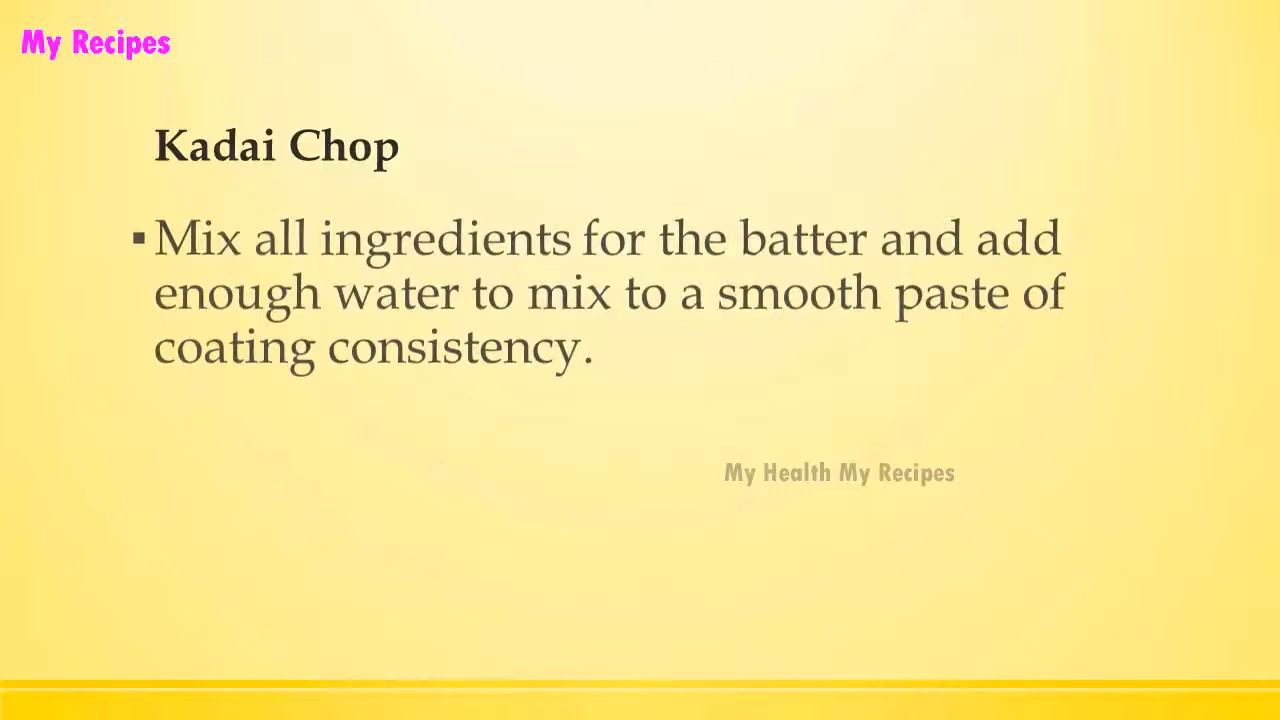 My Recipes
Kadai Chop
▪Mix all ingredients for the batter and add
enough water to mix to a smooth paste of
coating consistency.
My Health My Recipes